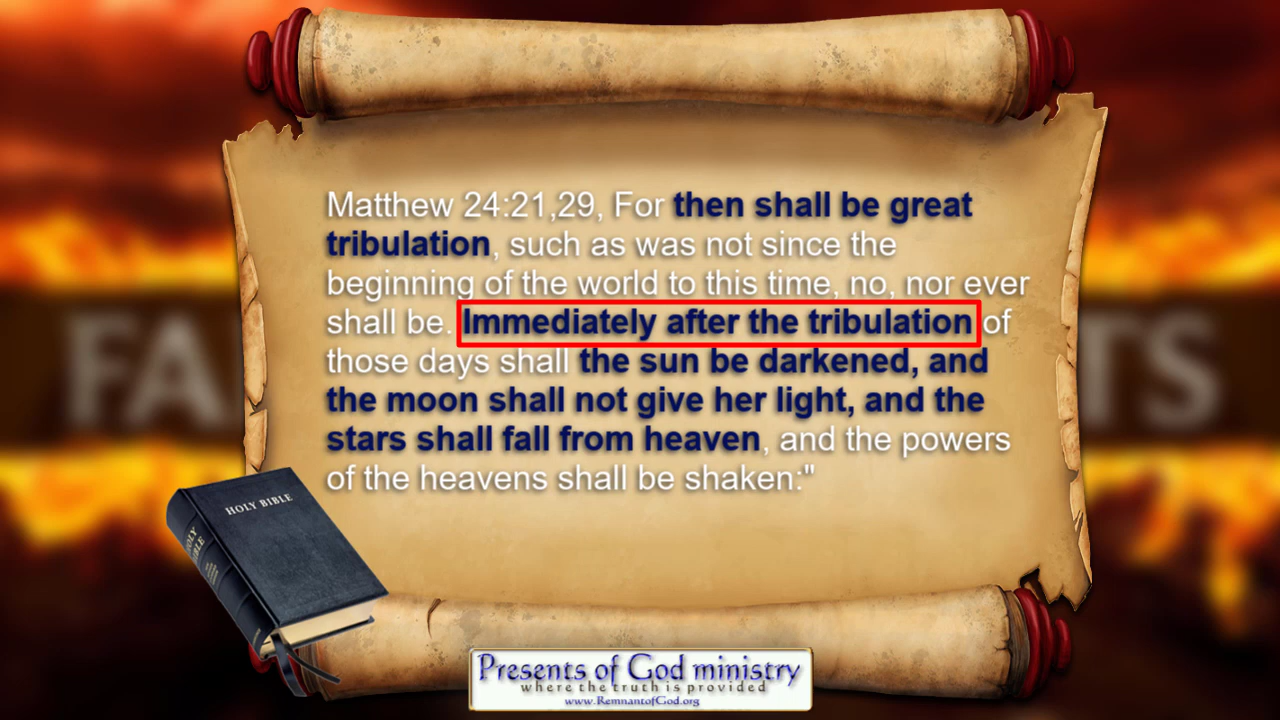 Matthew 24:21,29, For then shall be great
tribulation, such as was not since the
beginning of the world to this time, no, nor ever
shall be. Immediately after the tribulation of
those days shall the sun be darkened, and
the moon shall not give her light, and the
stars shall fall from heaven, and the powers
of the heavens shall be shaken:"
FA
TS
HOLY BIBLE
HOLY
BIBLE
Presents of God ministry
where the truth is provided
www.RemnantofGod.org